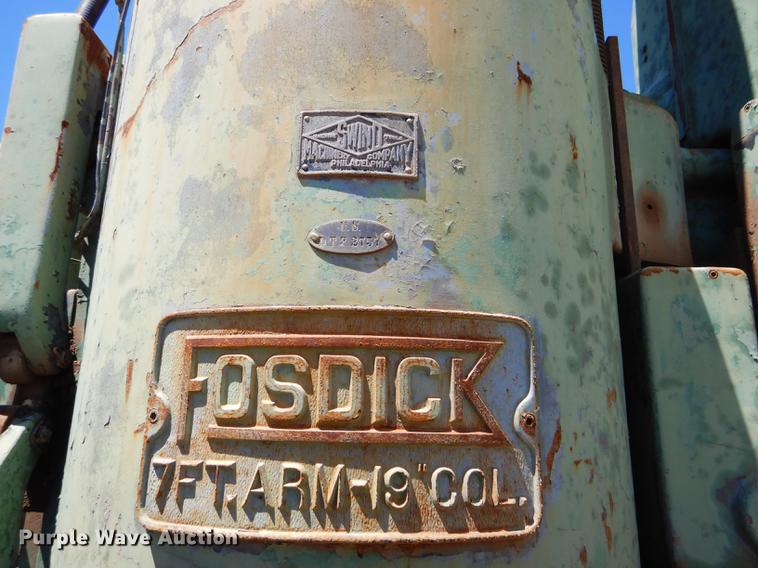 SWIND
MACHINERY COMPANY
PHILADELPHIA
U.S.
FOSDICK
7FT. ARM-19" COL.
Purple Wave Auction